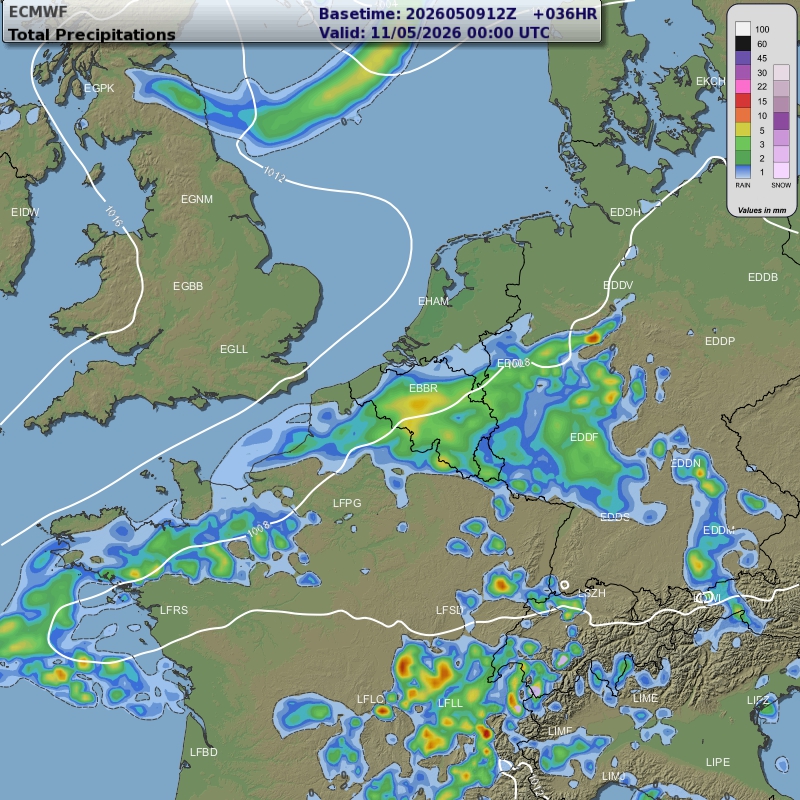 ECMWF
Total Precipitations
Basetime: 2026050912Z +036HR
Valid: 11/05/2026 00:00 UTC
100
60
45
30
22
15
10
5
3
2
1
RAIN
SNOW
Values in mm
EGPK
EKCH
1012
EGNM
EIDW
1016
EDDH
EGBB
EDDB
EDDV
EHAM
EGLL
EDDP
EBBR
EDDF
EDDN
LFPG
EDDS
1008
EDDM
LSZH
LFRS
LFSD
LFLC
LFLL
LIME
LIPZ
LFBD
LIMF
LIPE
LIMJ